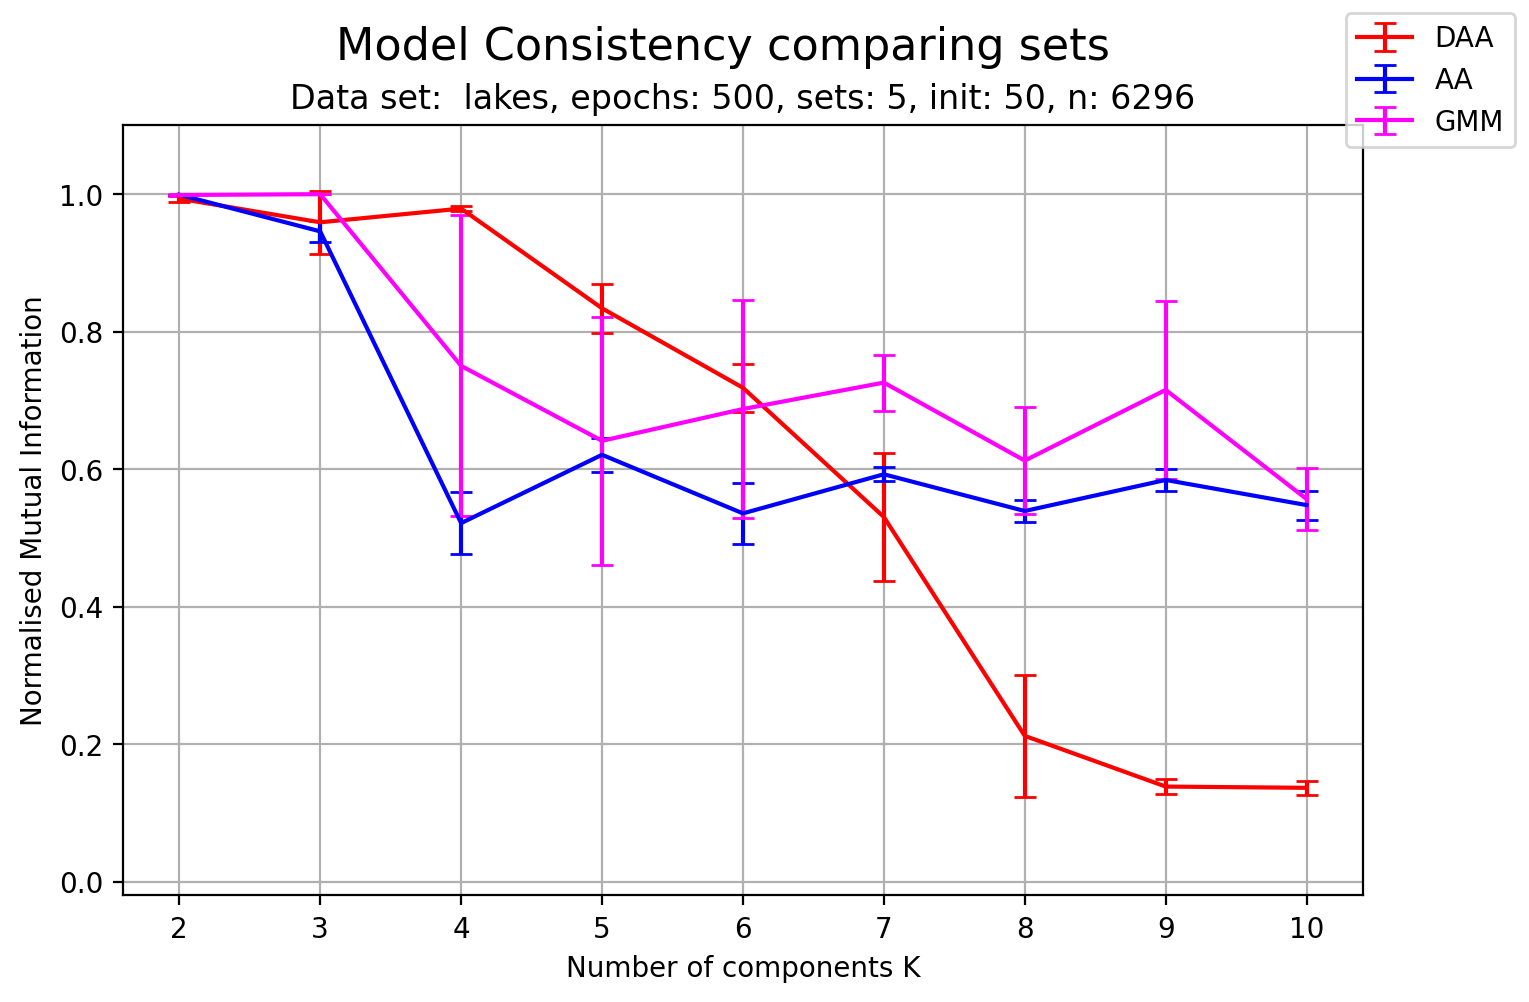 Model Consistency comparing sets
Data set:  lakes, epochs: 500, sets: 5, init: 50, n: 6296
DAA
AA
GMM
Normalised Mutual Information
1.0
0.8
0.6
0.4
0.2
0.0
2 3 4 5 6 7 8 9 10
Number of components K